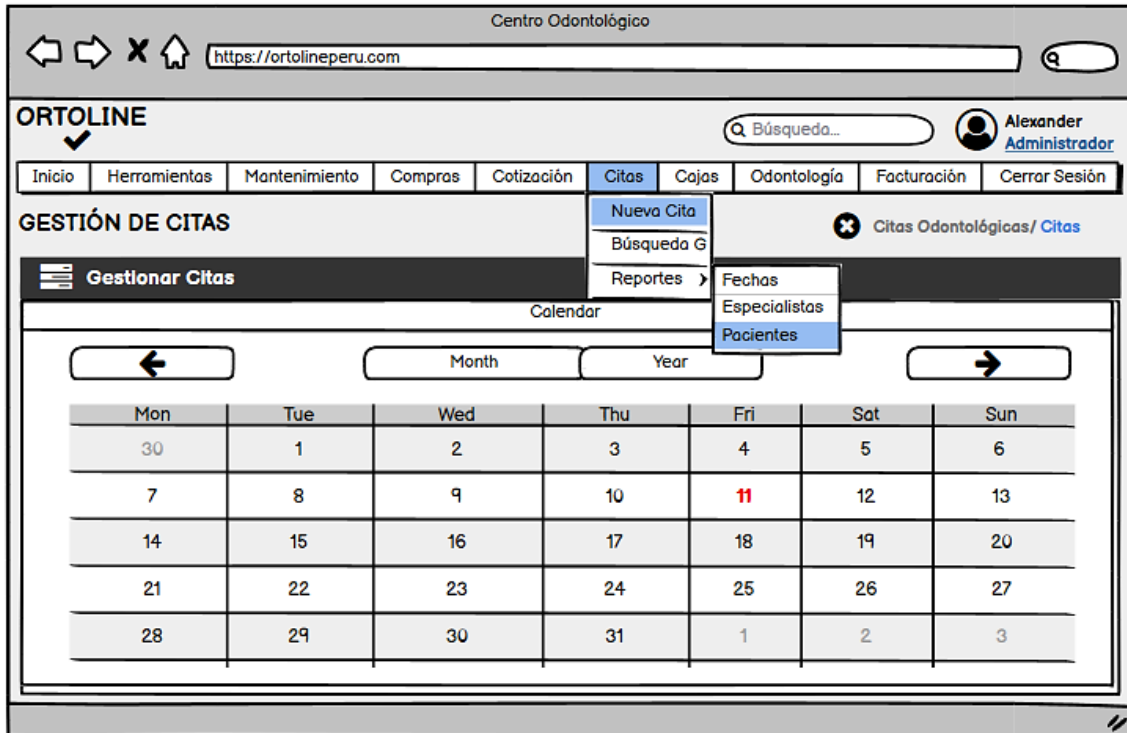 Centro Odontológico
https://ortolineperu.com
ORTOLINE
Búsqueda...
Alexander
Administrador
Inicio Herramientas Mantenimiento Compras Cotización Citas Cajas Odontología Facturación Cerrar Sesión
GESTIÓN DE CITAS
Nueva Cita
Citas Odontológicas/ Citas
Búsqueda G
Gestionar Citas
Reportes
Fechas
Especialistas
Pacientes
Calendar
Month Year
Mon Tue Wed Thu Fri Sat Sun
30 1 2 3 4 5 6
7 8 9 10 11 12 13
14 15 16 17 18 19 20
21 22 23 24 25 26 27
28 29 30 31 1 2 3